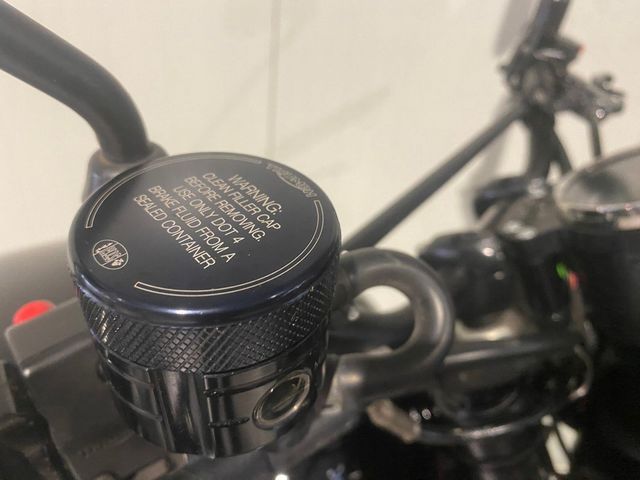 WARNING:
CLEAN FILLER CAP
BEFORE REMOVING.
USE ONLY DOT 4
BRAKE FLUID FROM A
SEALED CONTAINER